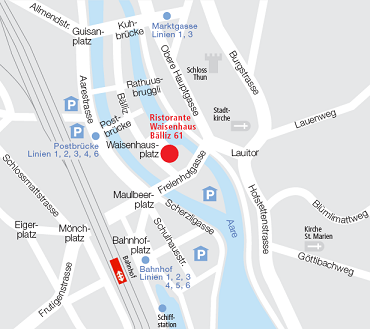 Allmendstr.
Guisan-
platz
Kuh-
brücke
Marktgasse
Linien 1, 3
Obere Hauptgasse
Burgstrasse
Schloss
Thun
Aarestrasse
P
Bälliz
Rathuus-
bruggli
Post-
brücke
Ristorante
Waisenhaus
Bälliz 61
Stadt-
kirche
Lauenweg
Postbrücke
Linien 1, 2, 3, 4, 6
Waisenhaus-
platz
Lauitor
Schlossmattstrasse
Freienhofgasse
P
Maulbeer-
platz
Scherzligasse
Hofstettenstrasse
Blümlimattweg
Eiger-
platz
Mönch-
platz
Aare
Kirche
St. Marien
Bahnhof-
platz
Schulhausstr.
P
Göttibachweg
Bahnhof
Bahnhof
Linien 1, 2, 3
4, 5, 6
Frutigenstrasse
Schiff-
station